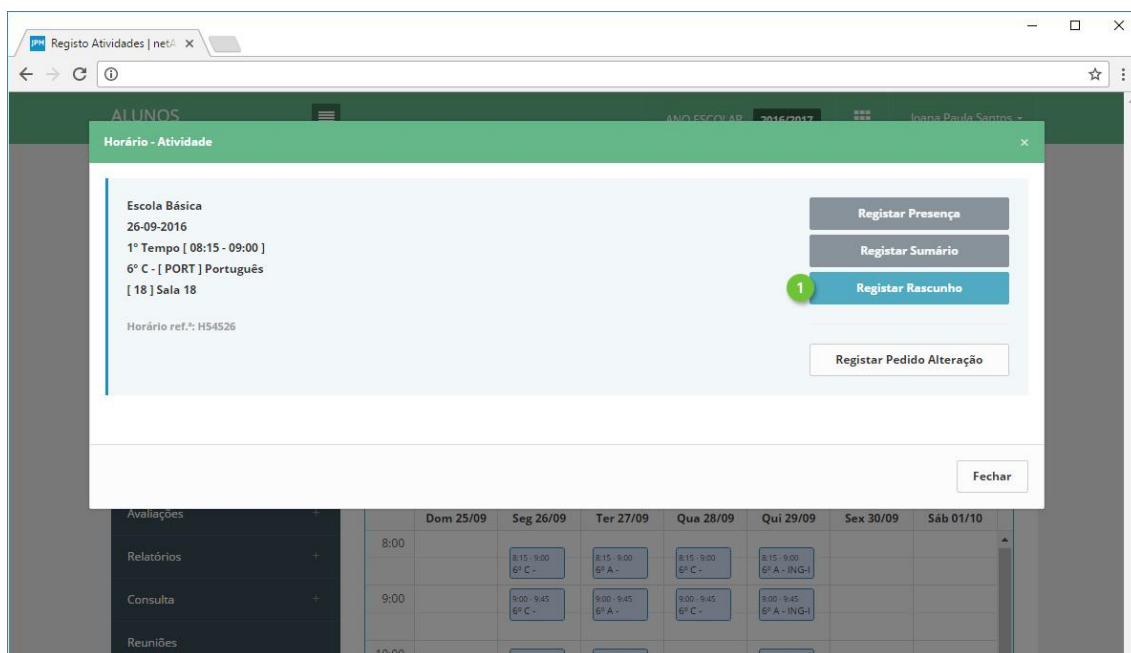 JPM Registo Atividades | netA
ALUNOS
ANO ESCOLAR 2016/2017 Joana Paula Santos
Horário - Atividade
Escola Básica
26-09-2016
1º Tempo [ 08:15 - 09:00 ]
6º C - [ PORT ] Português
[ 18 ] Sala 18
Horário ref.ª: H54526
Registar Presença
Registar Sumário
1 Registar Rascunho
Registar Pedido Alteração
Fechar
Avaliações
Relatórios
Consulta
Reuniões
Dom 25/09 Seg 26/09 Ter 27/09 Qua 28/09 Qui 29/09 Sex 30/09 Sáb 01/10
8:00
8:15 - 9:00 8:15 - 9:00 8:15 - 9:00 8:15 - 9:00
6º C - 6º A - 6º C - 6º A - ING-I
9:00
9:00 - 9:45 9:00 - 9:45 9:00 - 9:45 9:00 - 9:45
6º C - 6º A - 6º C - 6º A - ING-I
10:00